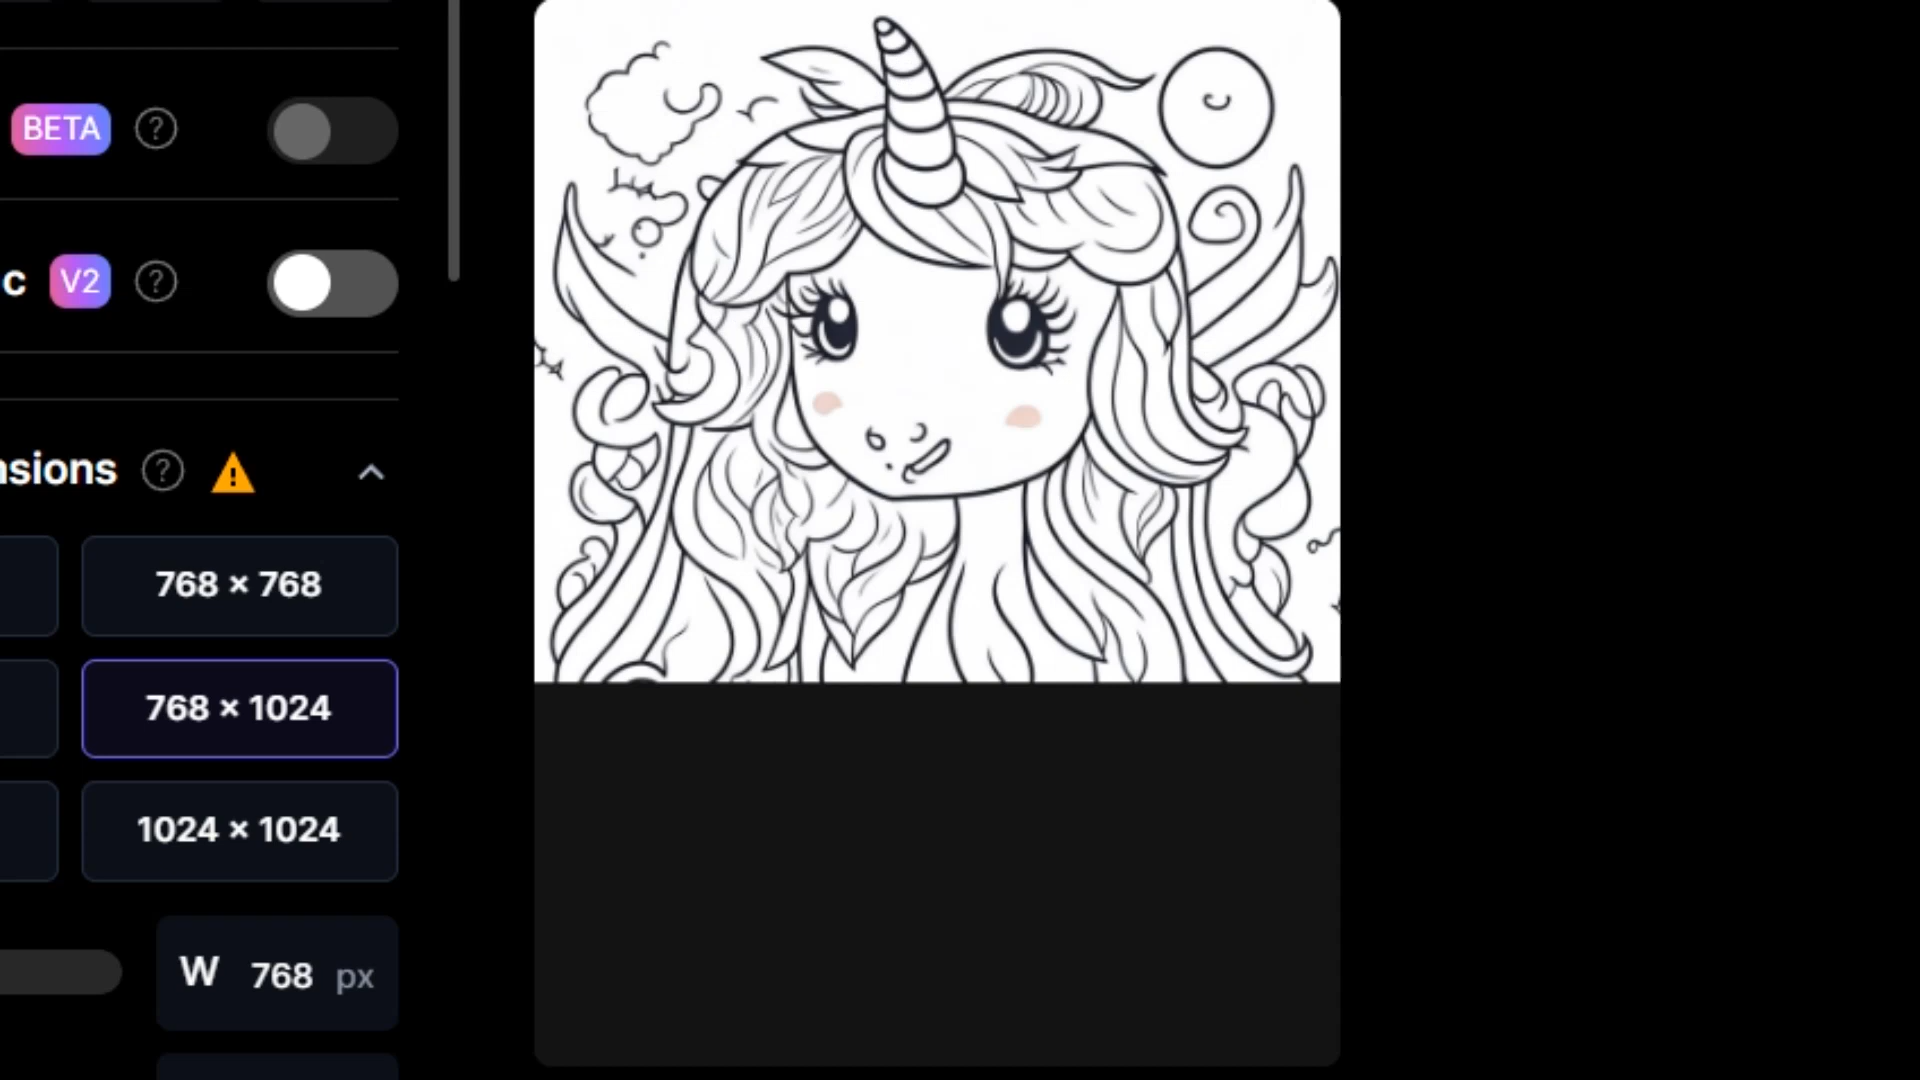 BETA ?
c V2 ?
nsions ?
768 × 768
768 × 1024
1024 × 1024
W 768 px